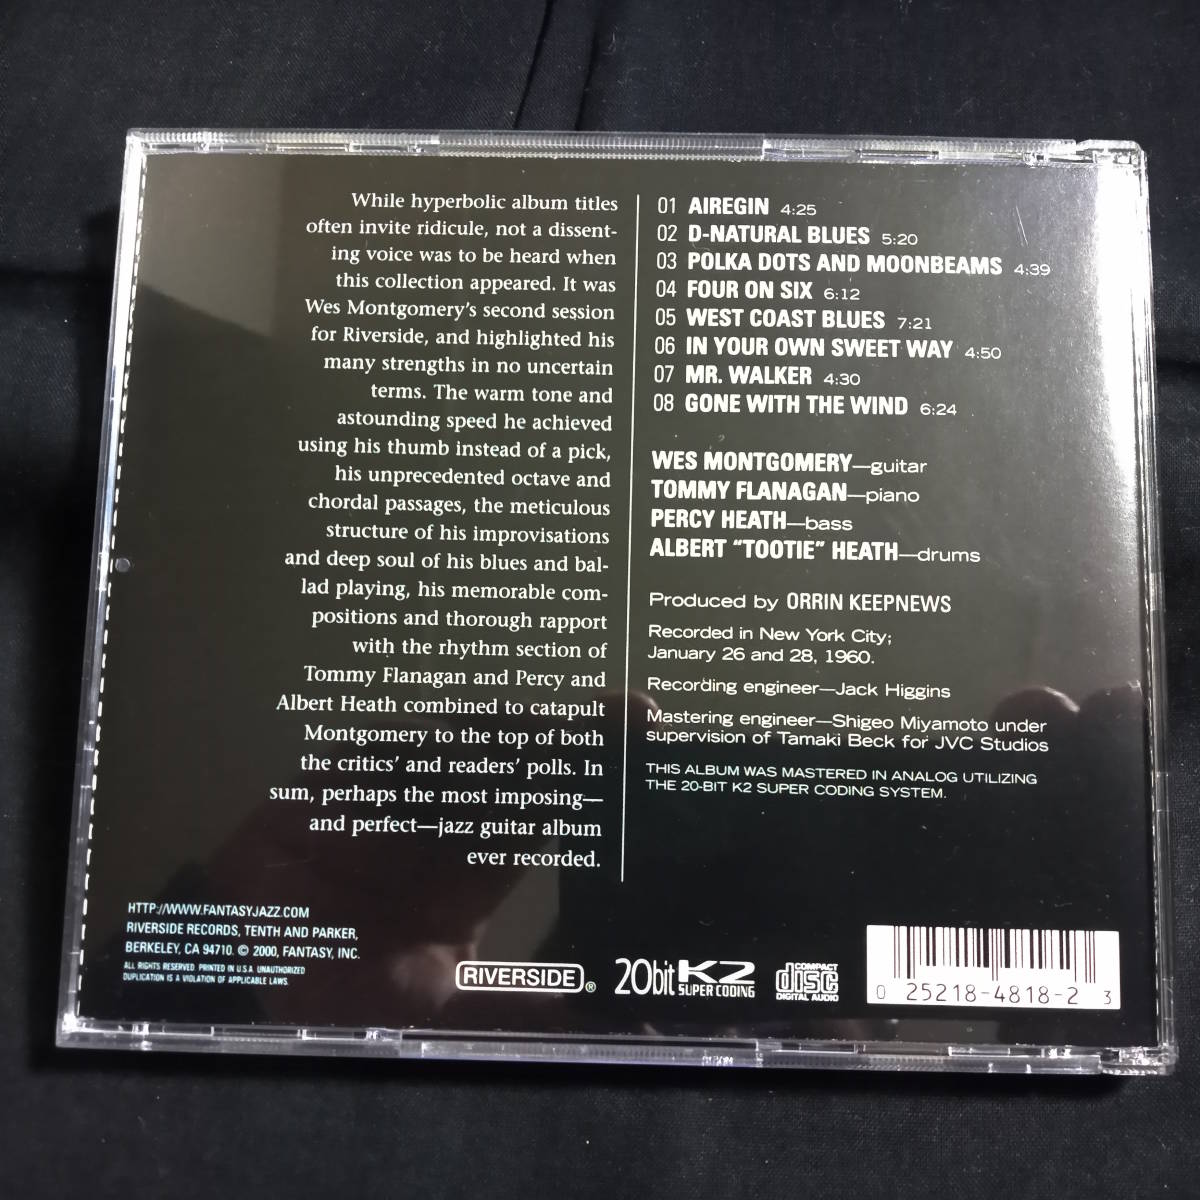 While hyperbolic album titles
often invite ridicule, not a dissent-
ing voice was to be heard when
this collection appeared. It was
Wes Montgomery's second session
for Riverside, and highlighted his
many strengths in no uncertain
terms. The warm tone and
astounding speed he achieved
using his thumb instead of a pick,
his unprecedented octave and
chordal passages, the meticulous
structure of his improvisations
and deep soul of his blues and bal-
lad playing, his memorable com-
positions and thorough rapport
with the rhythm section of
Tommy Flanagan and Percy and
Albert Heath combined to catapult
Montgomery to the top of both
the critics' and readers' polls. In
sum, perhaps the most imposing—
and perfect—jazz guitar album
ever recorded.
01 AIREGIN 4:25
02 D-NATURAL BLUES 5:20
03 POLKA DOTS AND MOONBEAMS 4:39
04 FOUR ON SIX 6:12
05 WEST COAST BLUES 7:21
06 IN YOUR OWN SWEET WAY 4:50
07 MR. WALKER 4:30
08 GONE WITH THE WIND 6:24
WES MONTGOMERY—guitar
TOMMY FLANAGAN—piano
PERCY HEATH—bass
ALBERT "TOOTIE" HEATH—drums
Produced by ORRIN KEEPNEWS
Recorded in New York City;
January 26 and 28, 1960.
Recording engineer—Jack Higgins
Mastering engineer—Shigeo Miyamoto under
supervision of Tamaki Beck for JVC Studios
THIS ALBUM WAS MASTERED IN ANALOG UTILIZING
THE 20-BIT K2 SUPER CODING SYSTEM.
HTTP://WWW.FANTASYJAZZ.COM
RIVERSIDE RECORDS, TENTH AND PARKER,
BERKELEY, CA 94710. © 2000, FANTASY, INC.
ALL RIGHTS RESERVED. PRINTED IN U.S.A. UNAUTHORIZED
DUPLICATION IS A VIOLATION OF APPLICABLE LAWS.
RIVERSIDE®
20bit K2
SUPER CODING
COMPACT
disc
DIGITAL AUDIO
0 25218-4818-2 3